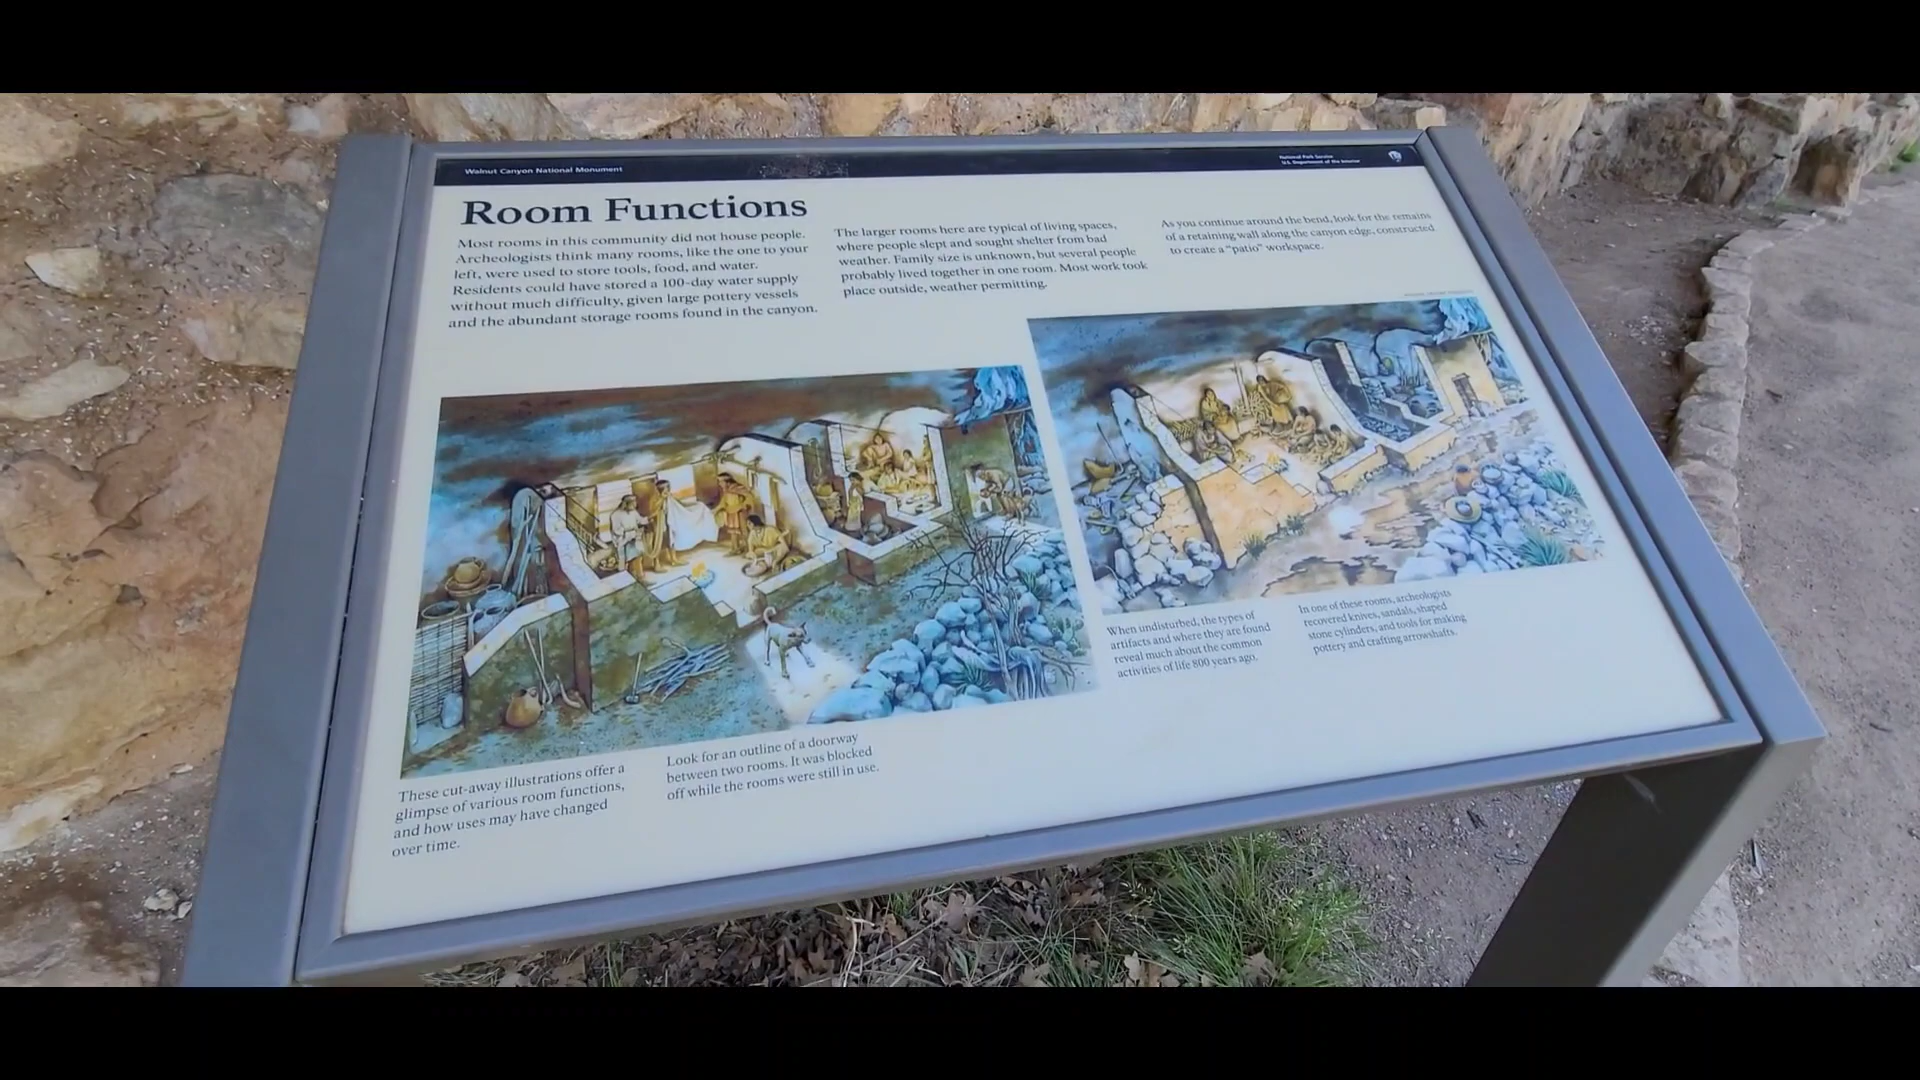 Walnut Canyon National Monument
National Park Service
U.S. Department of the Interior
Room Functions
Most rooms in this community did not house people.
Archeologists think many rooms, like the one to your
left, were used to store tools, food, and water.
Residents could have stored a 100-day water supply
without much difficulty, given large pottery vessels
and the abundant storage rooms found in the canyon.
The larger rooms here are typical of living spaces,
where people slept and sought shelter from bad
weather. Family size is unknown, but several people
probably lived together in one room. Most work took
place outside, weather permitting.
As you continue around the bend, look for the remains
of a retaining wall along the canyon edge, constructed
to create a "patio" workspace.
These cut-away illustrations offer a
glimpse of various room functions,
and how uses may have changed
over time.
Look for an outline of a doorway
between two rooms. It was blocked
off while the rooms were still in use.
When undisturbed, the types of
artifacts and where they are found
reveal much about the common
activities of life 800 years ago.
In one of these rooms, archeologists
recovered knives, sandals, shaped
stone cylinders, and tools for making
pottery and crafting arrowshafts.